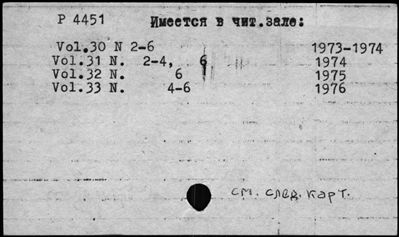 Р 4451 Имеется в чит.зале:
Vol.30 N 2-6 1973-1974
Vol.31 N. 2-4, 6 1974
Vol.32 N. 6 1975
Vol.33 N. 4-6 1976
см. след. карт.